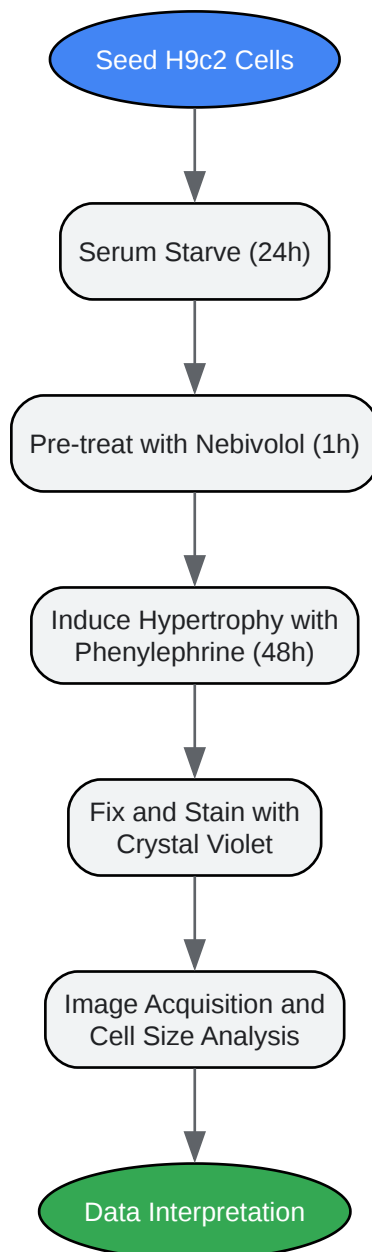 Seed H9c2 Cells
Serum Starve (24h)
Pre-treat with Nebivolol (1h)
Induce Hypertrophy with
Phenylephrine (48h)
Fix and Stain with
Crystal Violet
Image Acquisition and
Cell Size Analysis
Data Interpretation